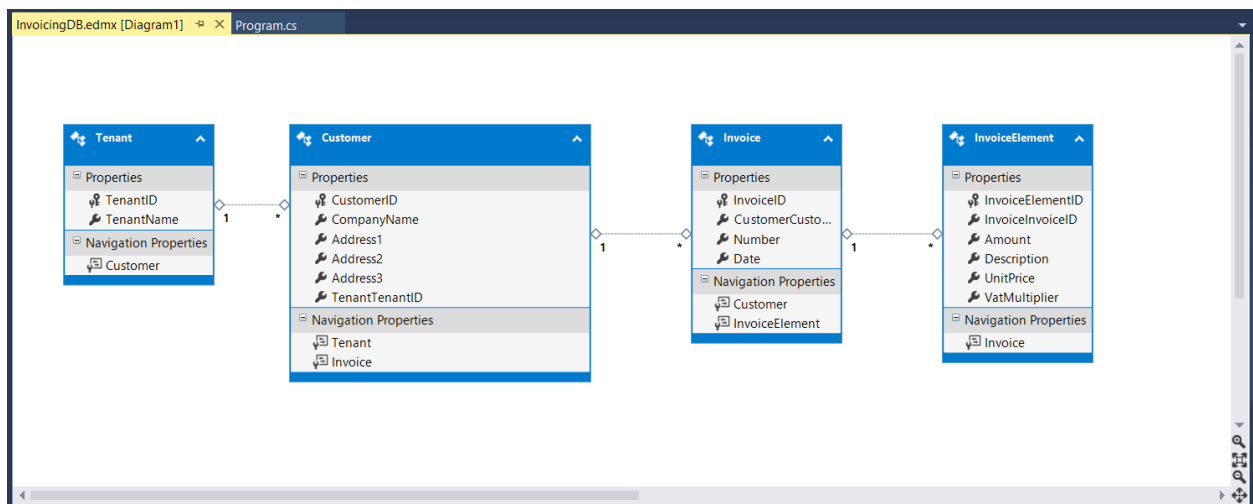 InvoicingDB.edmx [Diagram1]
Program.cs
Tenant
Properties
TenantID
TenantName
Navigation Properties
Customer
1
*
Customer
Properties
CustomerID
CompanyName
Address1
Address2
Address3
TenantTenantID
Navigation Properties
Tenant
Invoice
1
*
Invoice
Properties
InvoiceID
CustomerCusto...
Number
Date
Navigation Properties
Customer
InvoiceElement
1
*
InvoiceElement
Properties
InvoiceElementID
InvoiceInvoiceID
Amount
Description
UnitPrice
VatMultiplier
Navigation Properties
Invoice